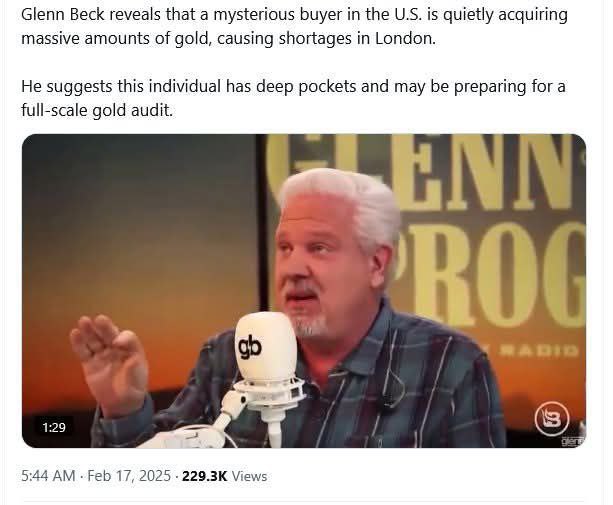 Glenn Beck reveals that a mysterious buyer in the U.S. is quietly acquiring
massive amounts of gold, causing shortages in London.
He suggests this individual has deep pockets and may be preparing for a
full-scale gold audit.
GLENN
PROG
RADIO
gb
1:29
B
glenn
5:44 AM · Feb 17, 2025 · 229.3K Views